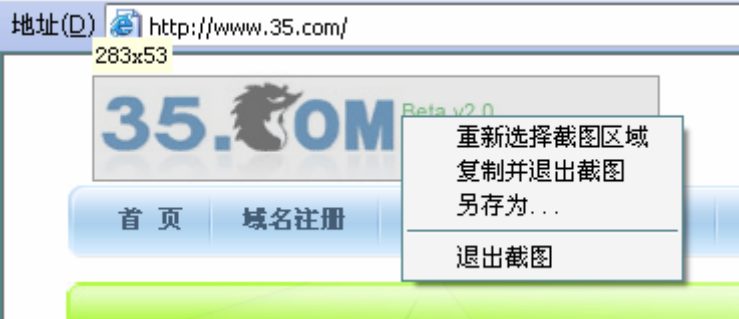 地址(D) http://www.35.com/
283x53
35.COM Beta v2.0
重新选择截图区域
复制并退出截图
另存为...
退出截图
首 页 域名注册